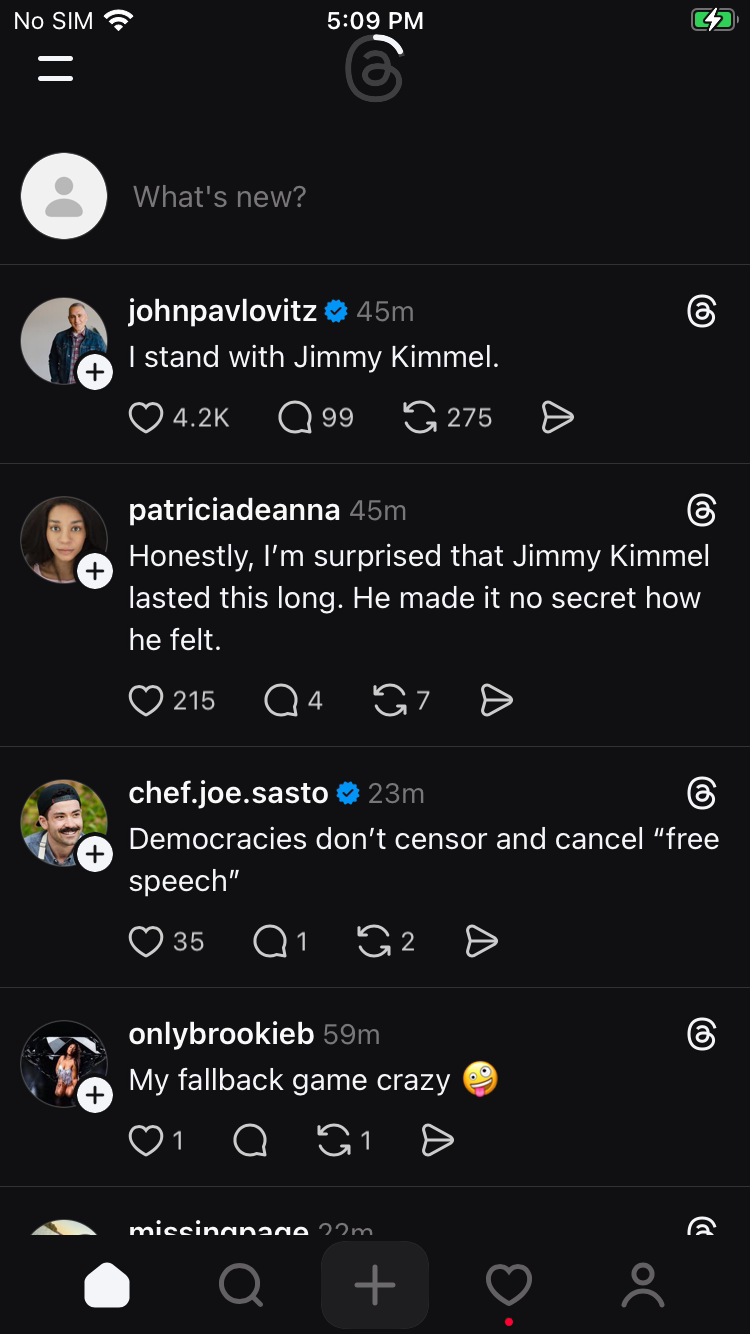 No SIM 5:09 PM
What's new?
johnpavlovitz 45m
I stand with Jimmy Kimmel.
4.2K 99 275
patriciadeanna 45m
Honestly, I’m surprised that Jimmy Kimmel
lasted this long. He made it no secret how
he felt.
215 4 7
chef.joe.sasto 23m
Democracies don’t censor and cancel “free
speech”
35 1 2
onlybrookieb 59m
My fallback game crazy 🤪
1 1
missingpage 22m